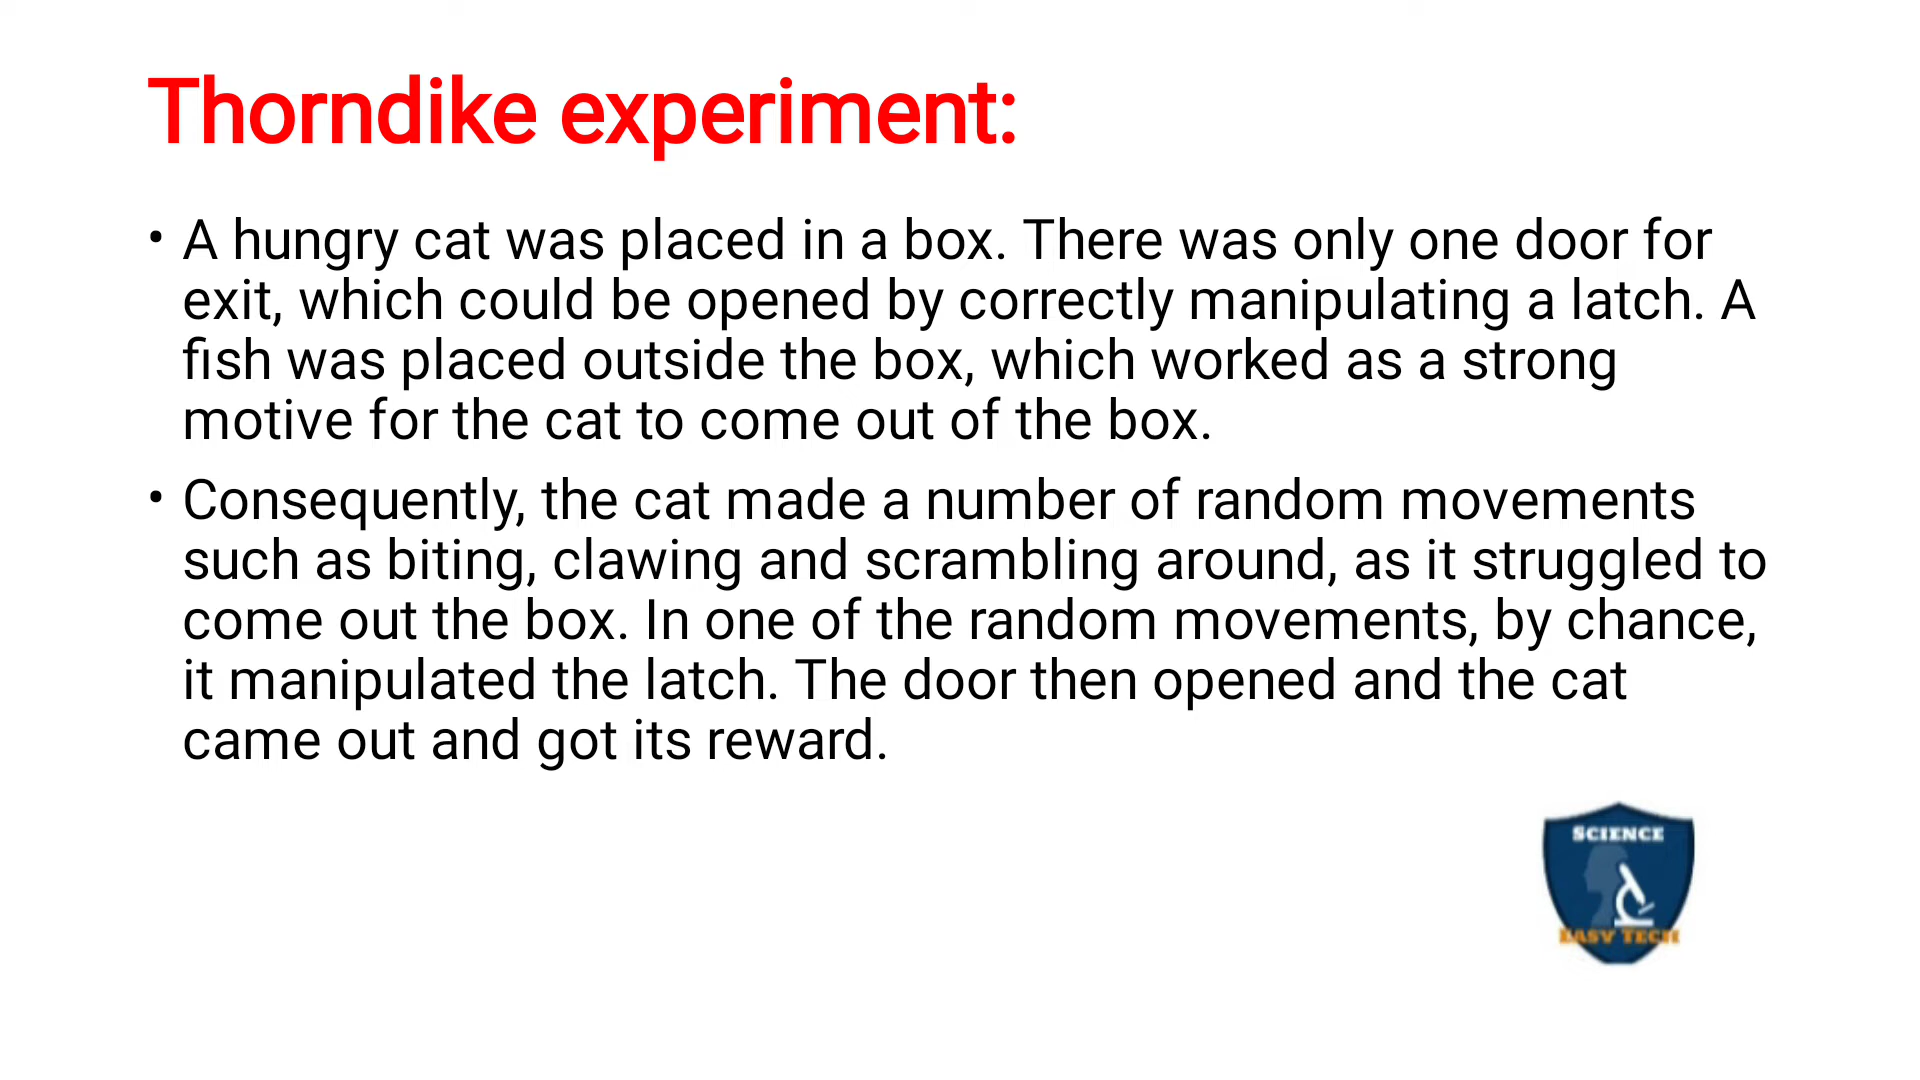 Thorndike experiment:
• A hungry cat was placed in a box. There was only one door for
exit, which could be opened by correctly manipulating a latch. A
fish was placed outside the box, which worked as a strong
motive for the cat to come out of the box.
• Consequently, the cat made a number of random movements
such as biting, clawing and scrambling around, as it struggled to
come out the box. In one of the random movements, by chance,
it manipulated the latch. The door then opened and the cat
came out and got its reward.
SCIENCE
EASY TECH